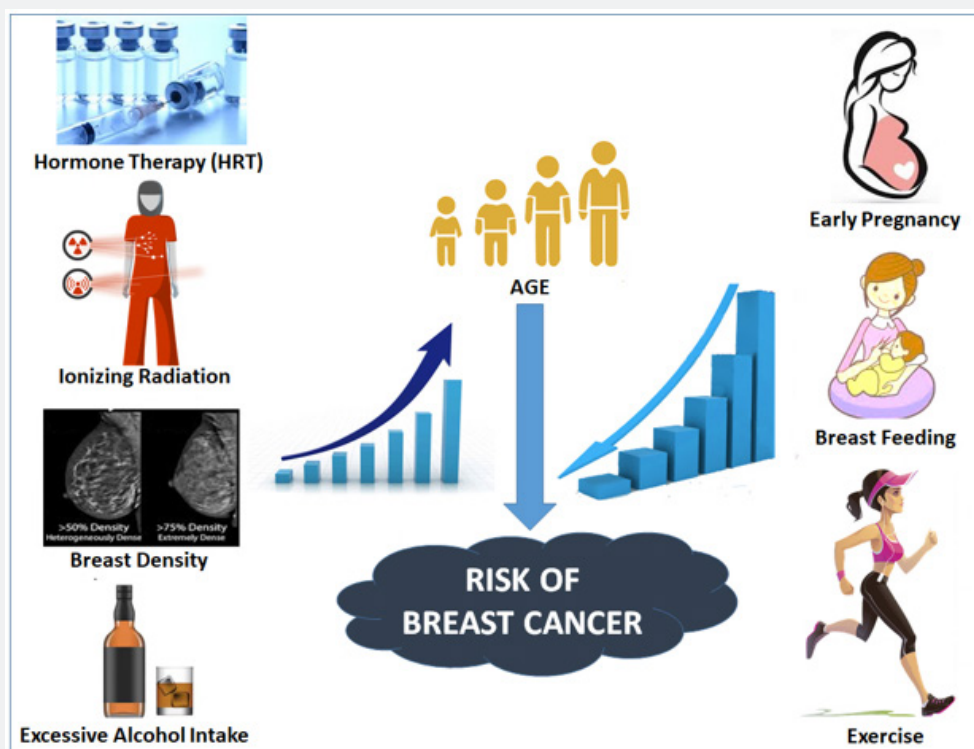 Hormone Therapy (HRT)
Ionizing Radiation
>50% Density
Heterogeneously Dense
>75% Density
Extremely Dense
Breast Density
Excessive Alcohol Intake
AGE
RISK OF
BREAST CANCER
Early Pregnancy
Breast Feeding
Exercise